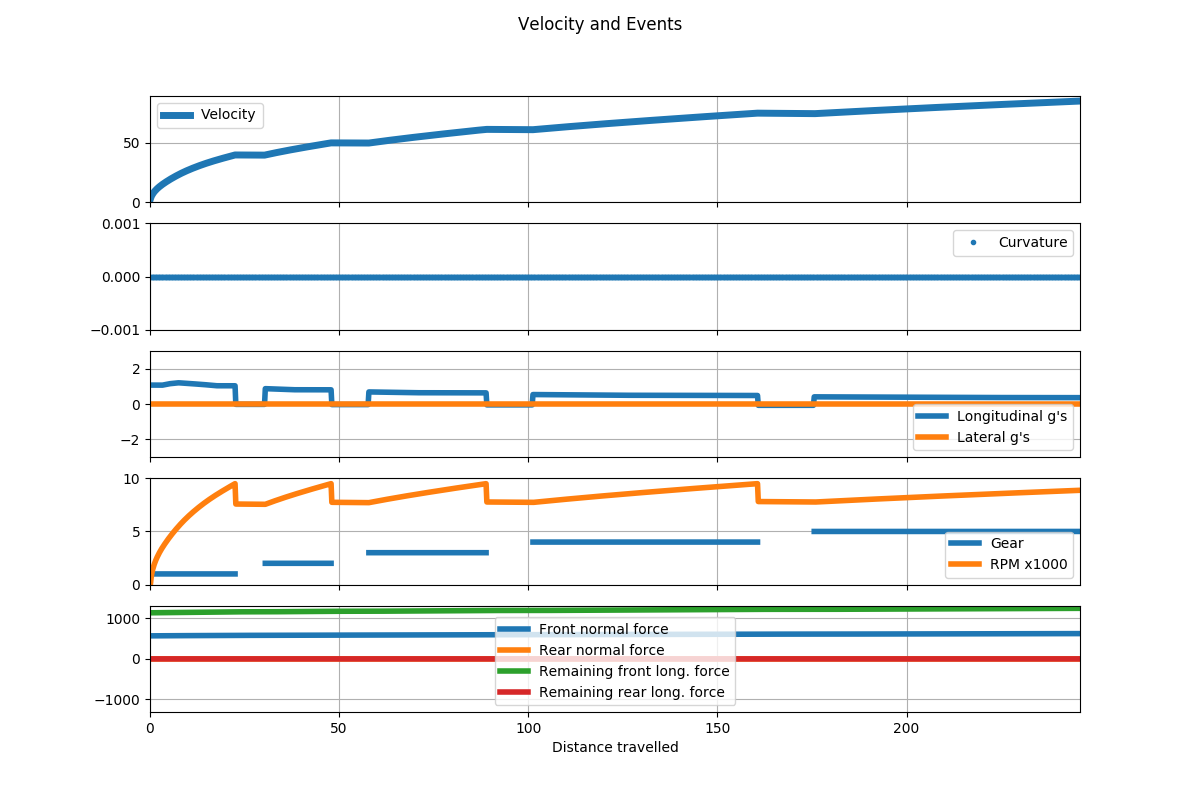 Velocity and Events
Velocity
50
0
0.001
0.000
−0.001
Curvature
2
0
−2
Longitudinal g's
Lateral g's
10
5
0
Gear
RPM x1000
1000
0
−1000
Front normal force
Rear normal force
Remaining front long. force
Remaining rear long. force
0 50 100 150 200
Distance travelled